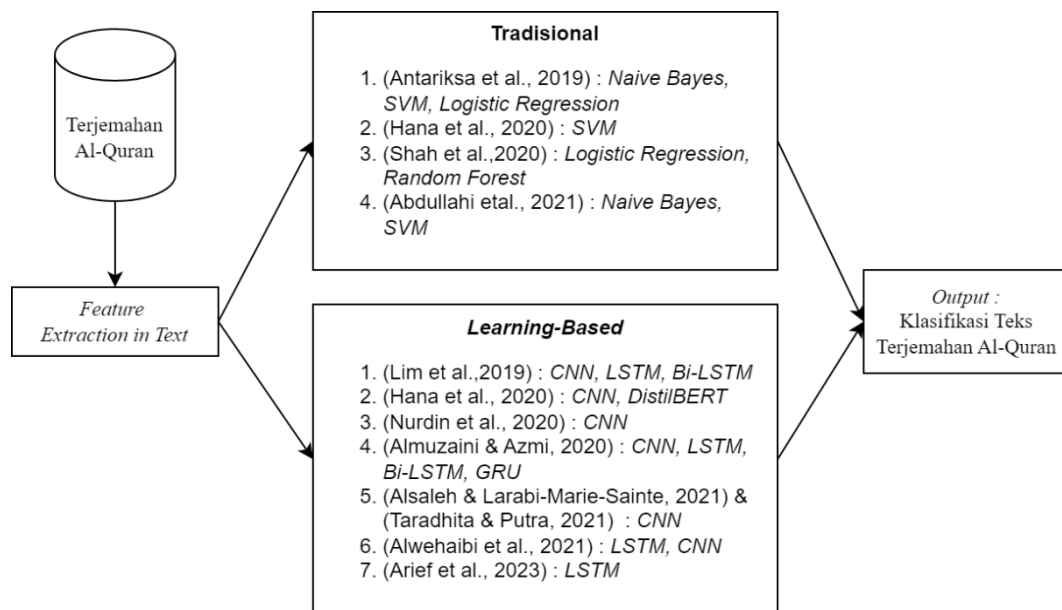 Terjemahan
Al-Quran
Feature
Extraction in Text
Tradisional
1. (Antariksa et al., 2019) : Naive Bayes,
SVM, Logistic Regression
2. (Hana et al., 2020) : SVM
3. (Shah et al.,2020) : Logistic Regression,
Random Forest
4. (Abdullahi etal., 2021) : Naive Bayes,
SVM
Learning-Based
1. (Lim et al.,2019) : CNN, LSTM, Bi-LSTM
2. (Hana et al., 2020) : CNN, DistilBERT
3. (Nurdin et al., 2020) : CNN
4. (Almuzaini & Azmi, 2020) : CNN, LSTM,
Bi-LSTM, GRU
5. (Alsaleh & Larabi-Marie-Sainte, 2021) &
(Taradhita & Putra, 2021) : CNN
6. (Alwehaibi et al., 2021) : LSTM, CNN
7. (Arief et al., 2023) : LSTM
Output :
Klasifikasi Teks
Terjemahan Al-Quran